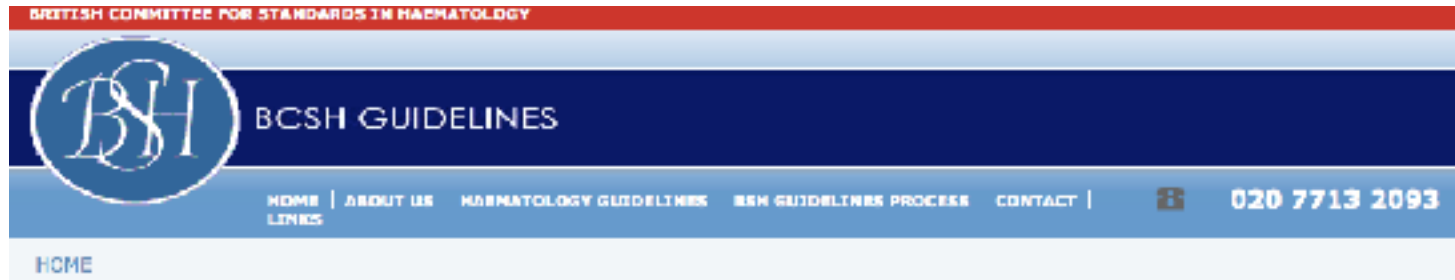 BRITISH COMMITTEE FOR STANDARDS IN HAEMATOLOGY
BSH
BCSH GUIDELINES
HOME | ABOUT US HAEMATOLOGY GUIDELINES BSH GUIDELINES PROCESS CONTACT | 020 7713 2093
LINKS
HOME